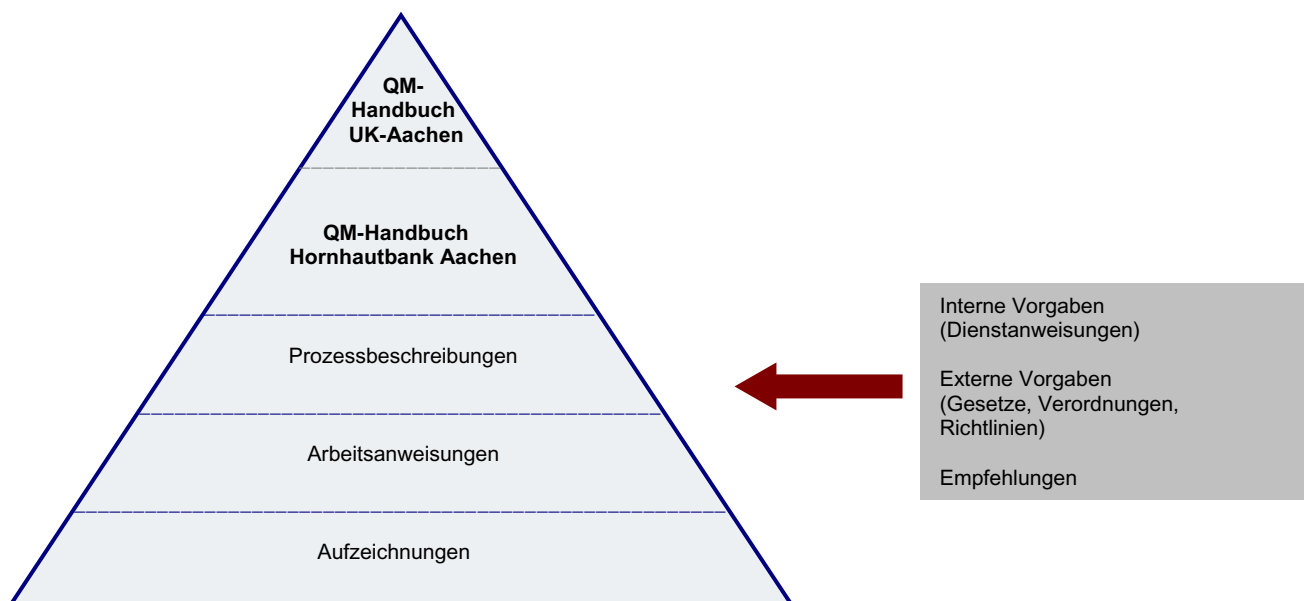 QM-
Handbuch
UK-Aachen
QM-Handbuch
Hornhautbank Aachen
Prozessbeschreibungen
Arbeitsanweisungen
Aufzeichnungen
Interne Vorgaben
(Dienstanweisungen)
Externe Vorgaben
(Gesetze, Verordnungen,
Richtlinien)
Empfehlungen